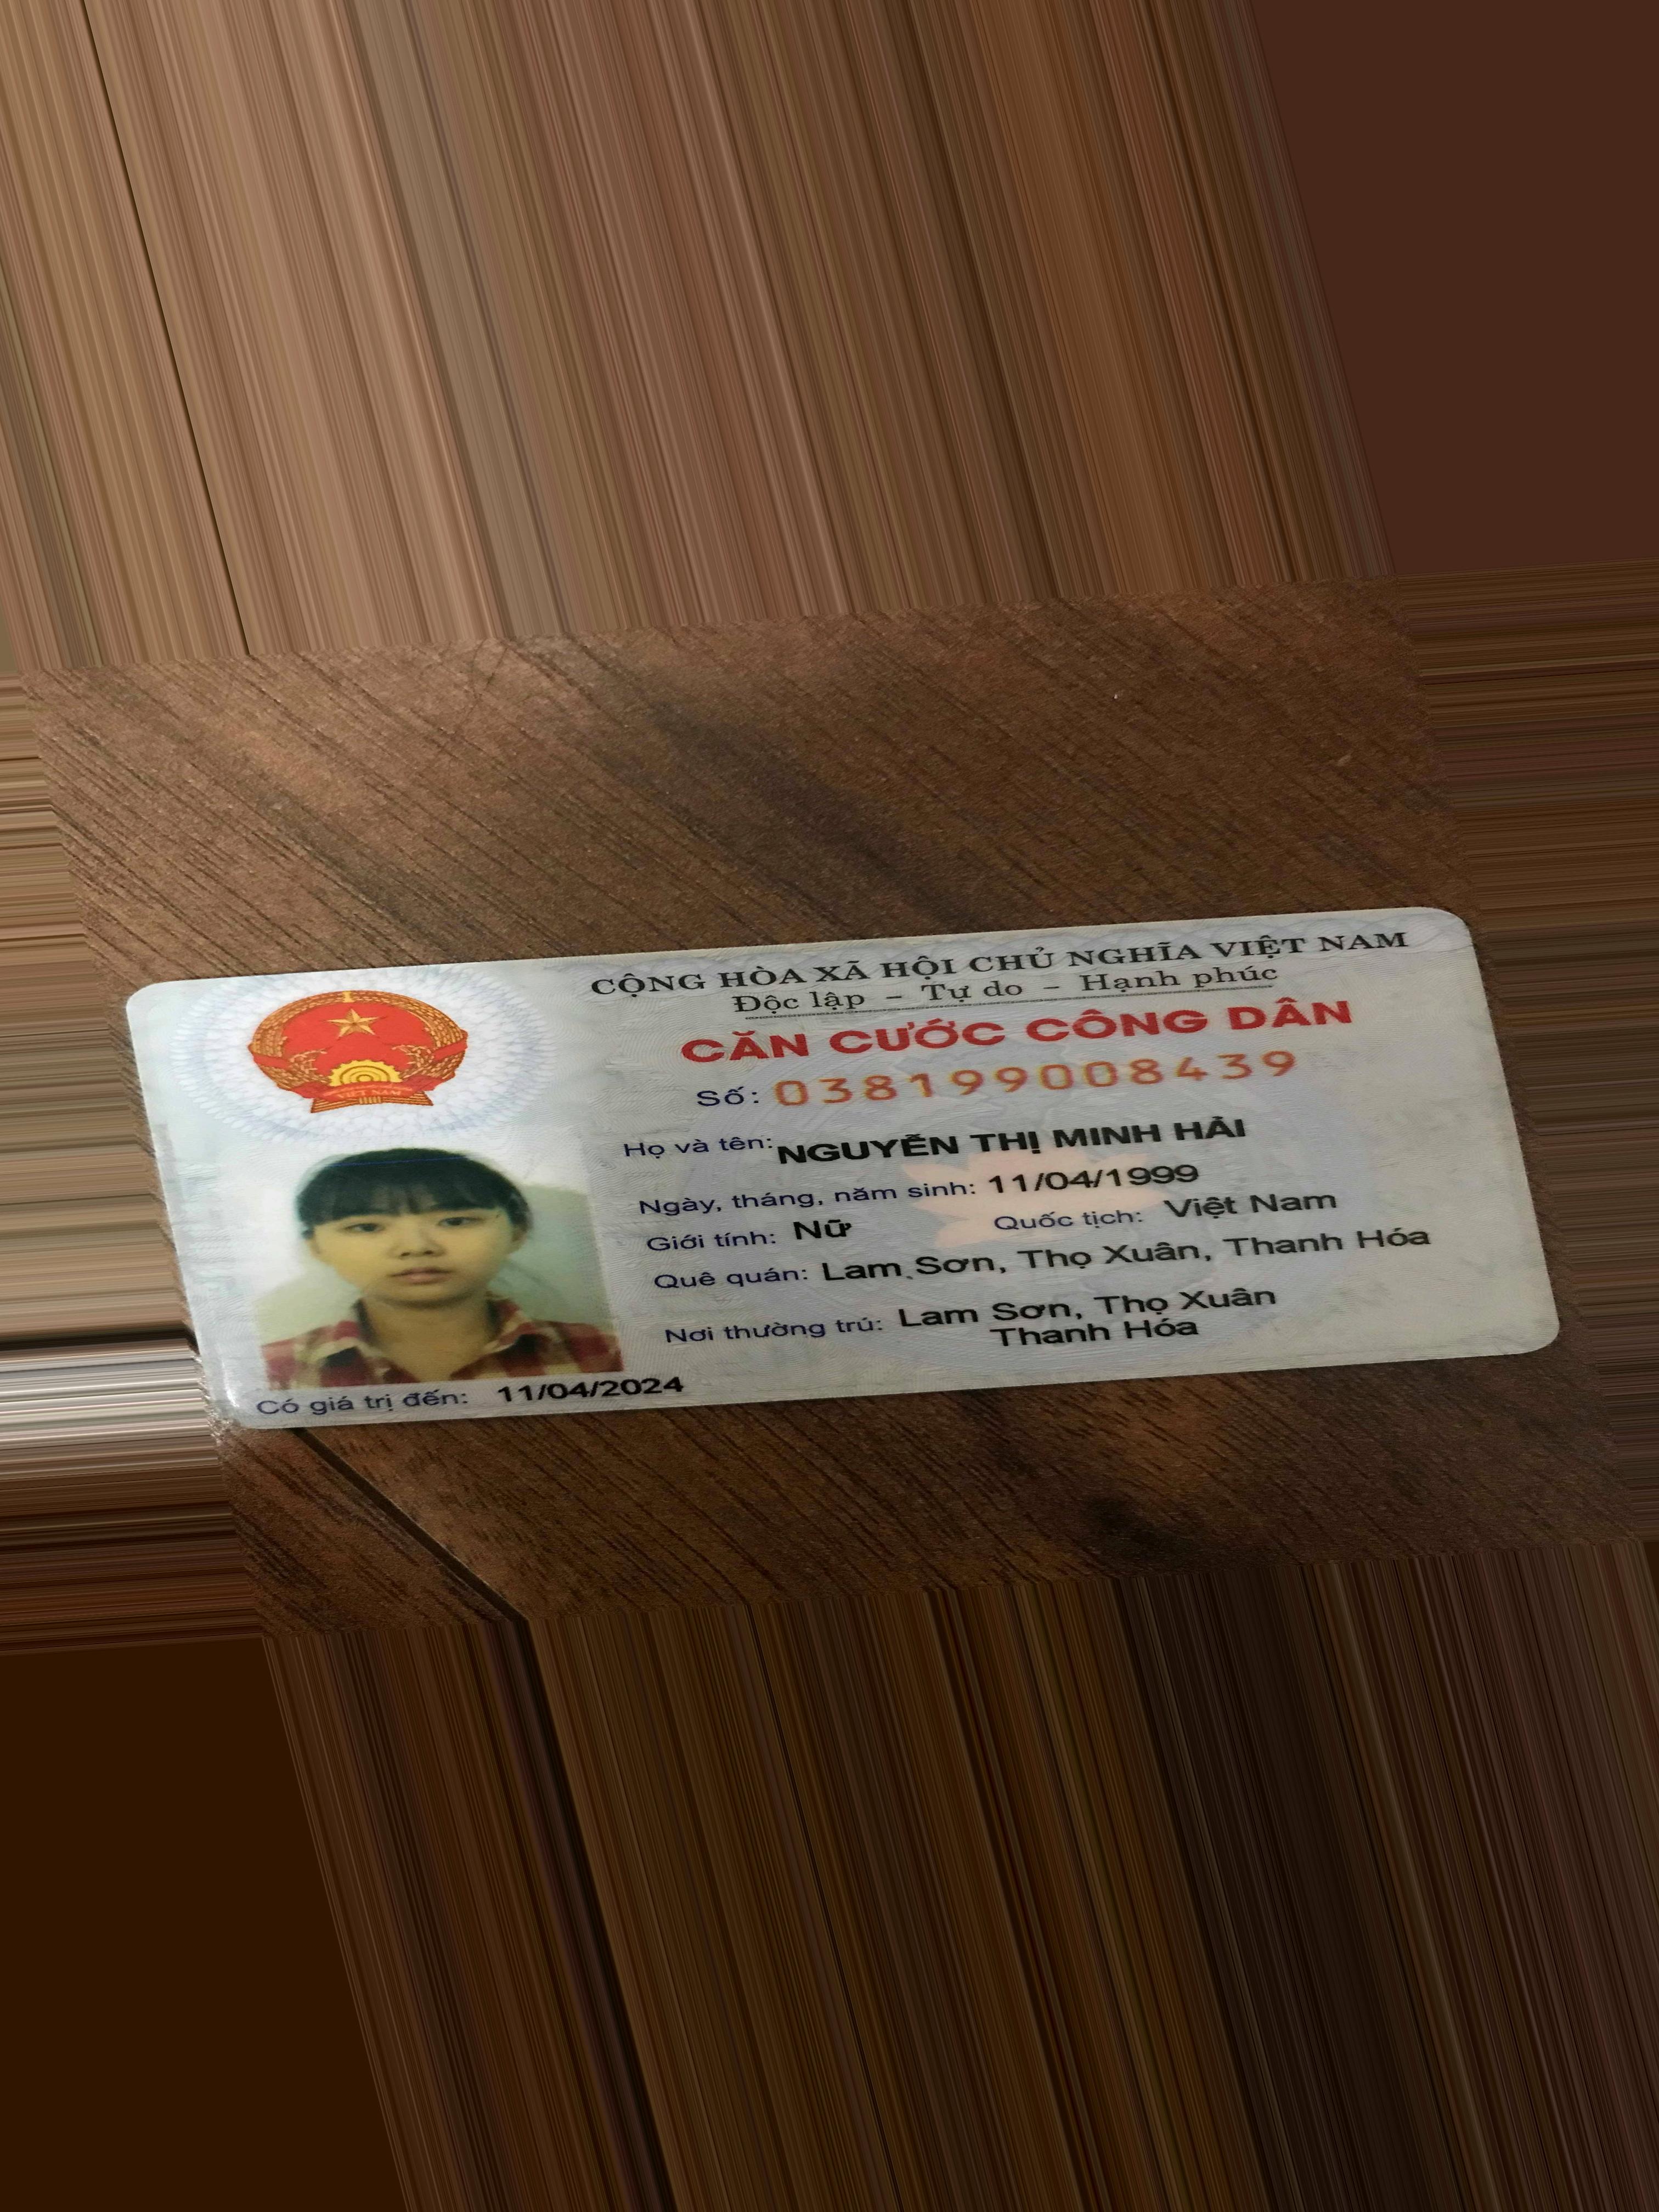 CỘNG HÒA XÃ HỘI CHỦ NGHĨA VIỆT NAM
Độc lập – Tự do – Hạnh phúc
CĂN CƯỚC CÔNG DÂN
Số: 038199008439
Họ và tên: NGUYỄN THỊ MINH HẢI
Ngày, tháng, năm sinh: 11/04/1999
Giới tính: Nữ Quốc tịch: Việt Nam
Quê quán: Lam Sơn, Thọ Xuân, Thanh Hóa
Nơi thường trú: Lam Sơn, Thọ Xuân
Thanh Hóa
Có giá trị đến: 11/04/2024
VIỆT NAM